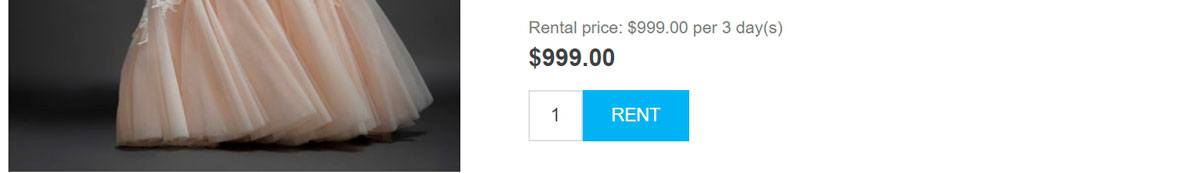 Rental price: $999.00 per 3 day(s)
$999.00
1 RENT